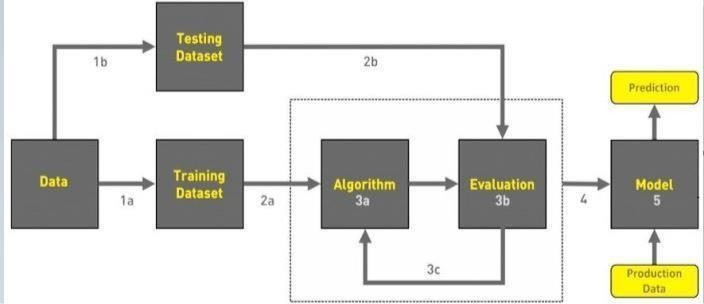 Testing
Dataset
1b
2b
Prediction
Data
Training
Dataset
Algorithm
3a
Evaluation
3b
Model
5
1a
2a
4
3c
Production
Data